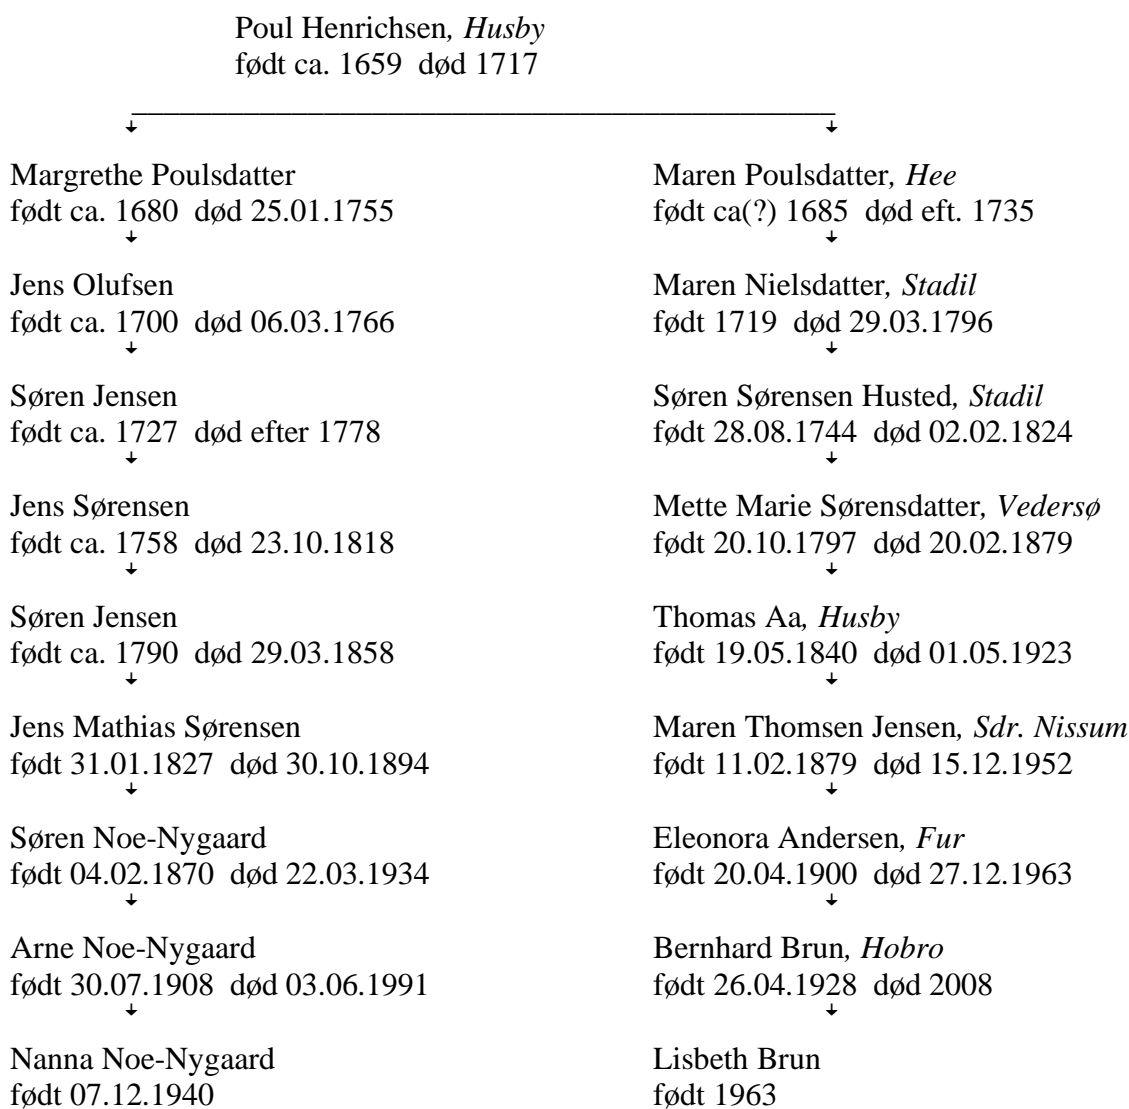 Poul Henrichsen, Husby
født ca. 1659 død 1717
Margrethe Poulsdatter
født ca. 1680 død 25.01.1755
Jens Olufsen
født ca. 1700 død 06.03.1766
Søren Jensen
født ca. 1727 død efter 1778
Jens Sørensen
født ca. 1758 død 23.10.1818
Søren Jensen
født ca. 1790 død 29.03.1858
Jens Mathias Sørensen
født 31.01.1827 død 30.10.1894
Søren Noe-Nygaard
født 04.02.1870 død 22.03.1934
Arne Noe-Nygaard
født 30.07.1908 død 03.06.1991
Nanna Noe-Nygaard
født 07.12.1940
Maren Poulsdatter, Hee
født ca(?) 1685 død eft. 1735
Maren Nielsdatter, Stadil
født 1719 død 29.03.1796
Søren Sørensen Husted, Stadil
født 28.08.1744 død 02.02.1824
Mette Marie Sørensdatter, Vedersø
født 20.10.1797 død 20.02.1879
Thomas Aa, Husby
født 19.05.1840 død 01.05.1923
Maren Thomsen Jensen, Sdr. Nissum
født 11.02.1879 død 15.12.1952
Eleonora Andersen, Fur
født 20.04.1900 død 27.12.1963
Bernhard Brun, Hobro
født 26.04.1928 død 2008
Lisbeth Brun
født 1963